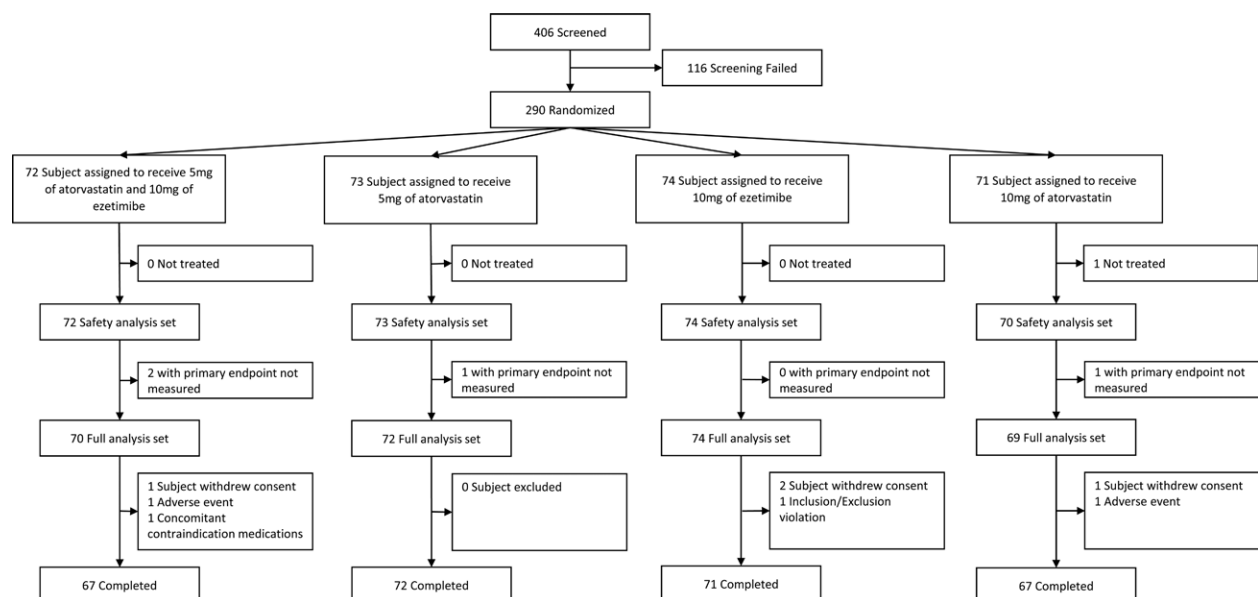 406 Screened
116 Screening Failed
290 Randomized
72 Subject assigned to receive 5mg
of atorvastatin and 10mg of
ezetimibe
73 Subject assigned to receive
5mg of atorvastatin
74 Subject assigned to receive
10mg of ezetimibe
71 Subject assigned to receive
10mg of atorvastatin
0 Not treated
0 Not treated
0 Not treated
1 Not treated
72 Safety analysis set
73 Safety analysis set
74 Safety analysis set
70 Safety analysis set
2 with primary endpoint not
measured
1 with primary endpoint not
measured
0 with primary endpoint not
measured
1 with primary endpoint not
measured
70 Full analysis set
72 Full analysis set
74 Full analysis set
69 Full analysis set
1 Subject withdrew consent
1 Adverse event
1 Concomitant
contraindication medications
0 Subject excluded
2 Subject withdrew consent
1 Inclusion/Exclusion
violation
1 Subject withdrew consent
1 Adverse event
67 Completed
72 Completed
71 Completed
67 Completed